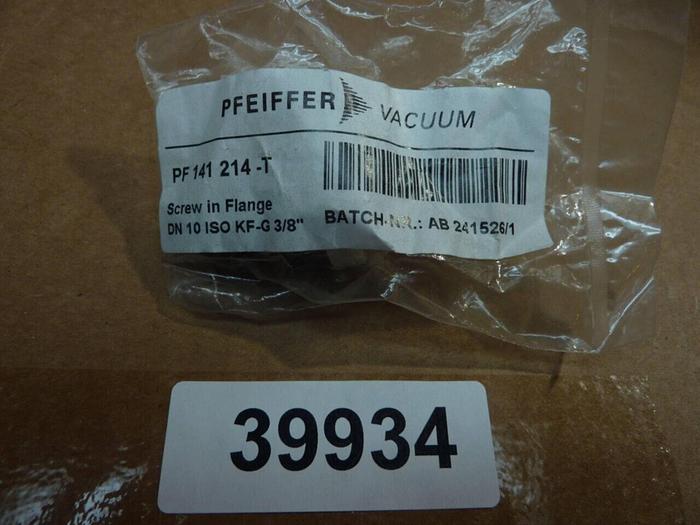 PFEIFFER VACUUM
PF 141 214 -T
Screw in Flange
DN 10 ISO KF-G 3/8"
BATCH-NR.: AB 241526/1
39934